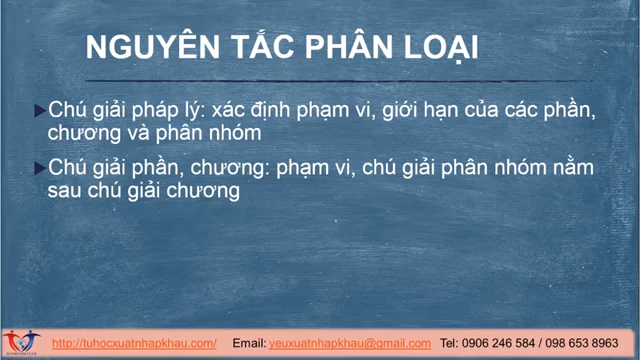 NGUYÊN TẮC PHÂN LOẠI
Chú giải pháp lý: xác định phạm vi, giới hạn của các phần,
chương và phân nhóm
Chú giải phần, chương: phạm vi, chú giải phân nhóm nằm
sau chú giải chương
http://tuhocxuatnhapkhau.com/ Email: yeuxuatnhapkhau@gmail.com Tel: 0906 246 584 / 098 653 8963